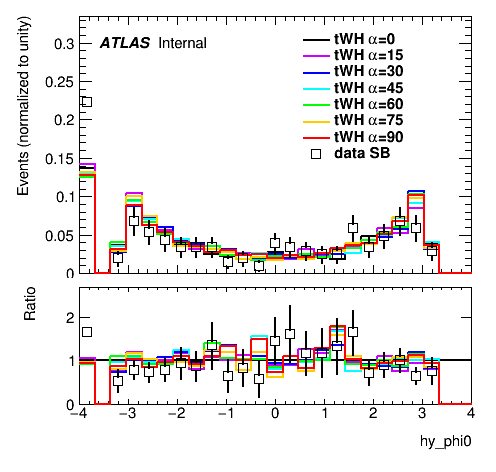 ATLAS Internal
Events (normalized to unity)
0.3
0.25
0.2
0.15
0.1
0.05
0
tWH α=0
tWH α=15
tWH α=30
tWH α=45
tWH α=60
tWH α=75
tWH α=90
data SB
Ratio
2
1
0
−4 −3 −2 −1 0 1 2 3 4
hy_phi0